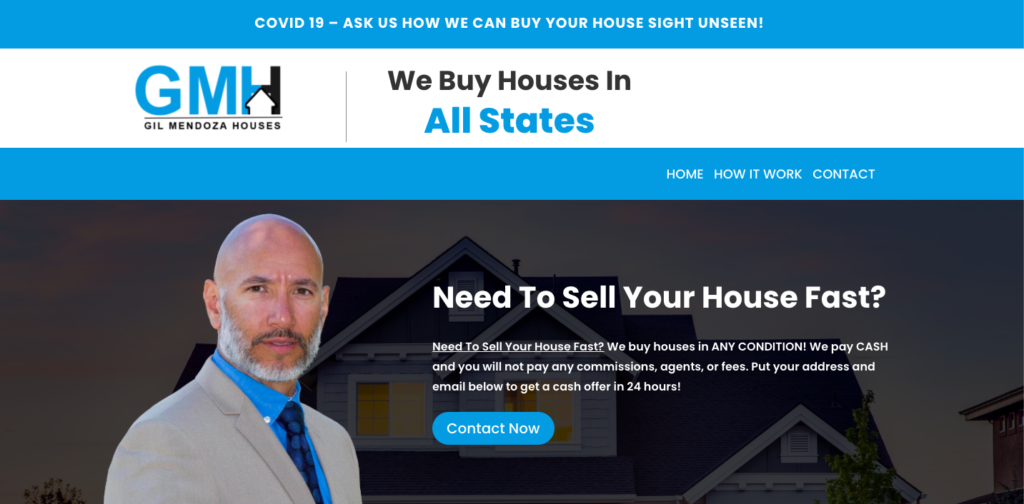 COVID 19 – ASK US HOW WE CAN BUY YOUR HOUSE SIGHT UNSEEN!
GMH
GIL MENDOZA HOUSES
We Buy Houses In
All States
HOME HOW IT WORK CONTACT
Need To Sell Your House Fast?
Need To Sell Your House Fast? We buy houses in ANY CONDITION! We pay CASH
and you will not pay any commissions, agents, or fees. Put your address and
email below to get a cash offer in 24 hours!
Contact Now